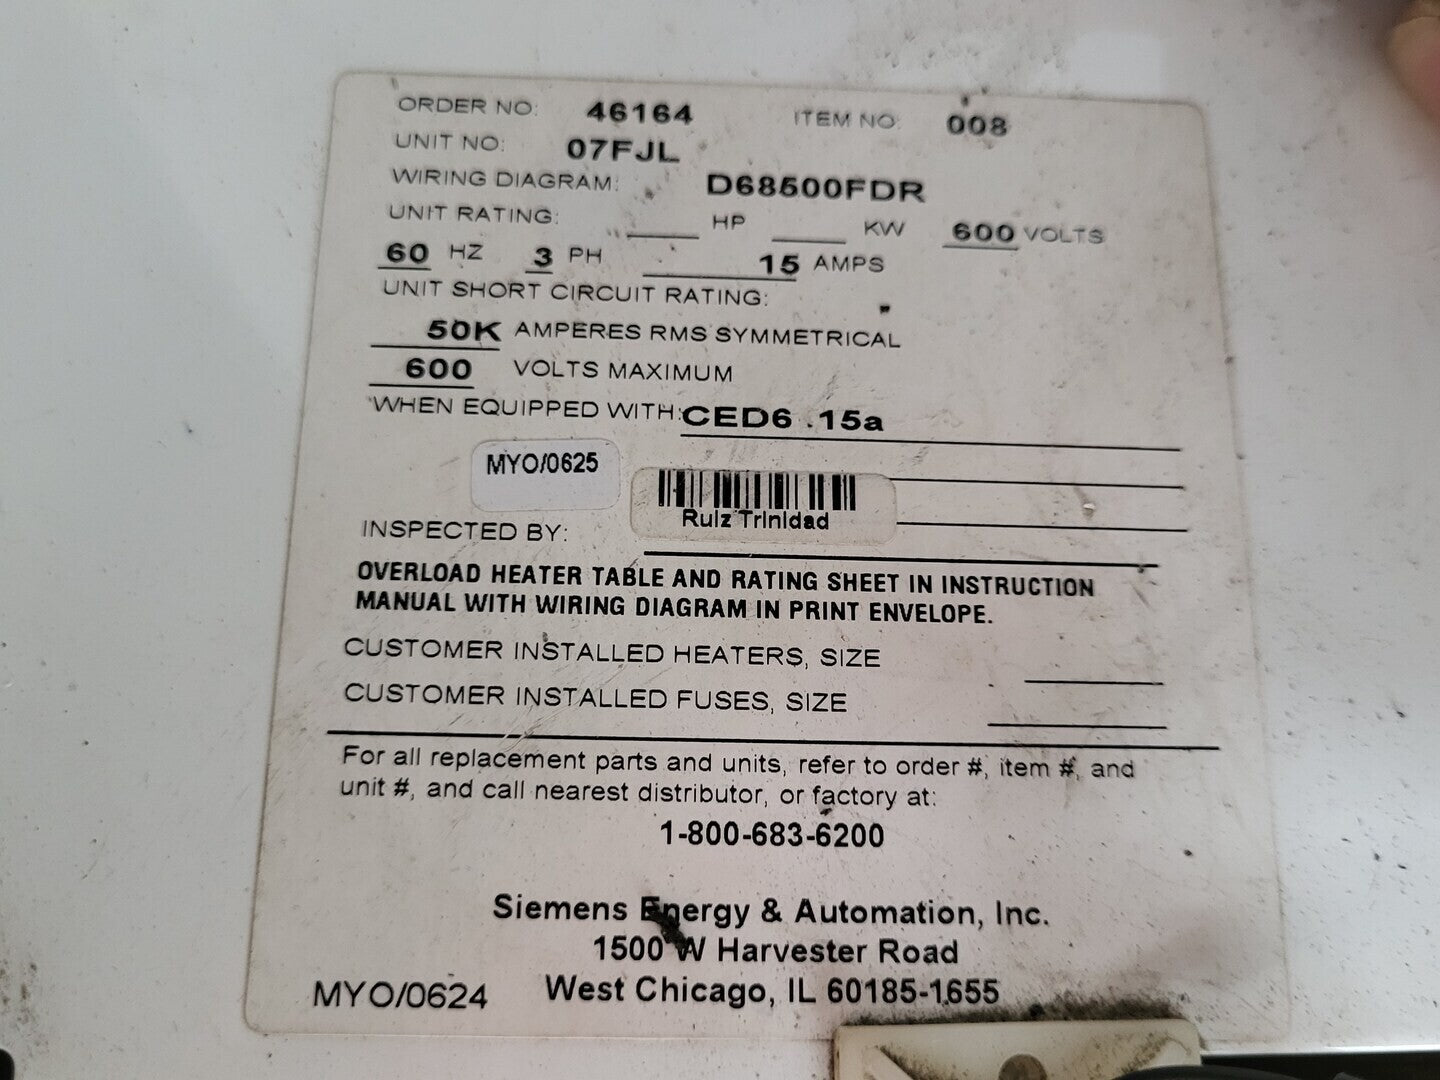 ORDER NO: 46164 ITEM NO: 008
UNIT NO: 07FJL
WIRING DIAGRAM: D68500FDR
UNIT RATING: ____ HP ____ KW 600 VOLTS
60 HZ 3 PH 15 AMPS
UNIT SHORT CIRCUIT RATING:
50K AMPERES RMS SYMMETRICAL
600 VOLTS MAXIMUM
WHEN EQUIPPED WITH: CED6 .15a
MYO/0625
Ruiz Trinidad
INSPECTED BY:
OVERLOAD HEATER TABLE AND RATING SHEET IN INSTRUCTION
MANUAL WITH WIRING DIAGRAM IN PRINT ENVELOPE.
CUSTOMER INSTALLED HEATERS, SIZE
CUSTOMER INSTALLED FUSES, SIZE
For all replacement parts and units, refer to order #, item #, and
unit #, and call nearest distributor, or factory at:
1-800-683-6200
Siemens Energy & Automation, Inc.
1500 W Harvester Road
West Chicago, IL 60185-1655
MYO/0624